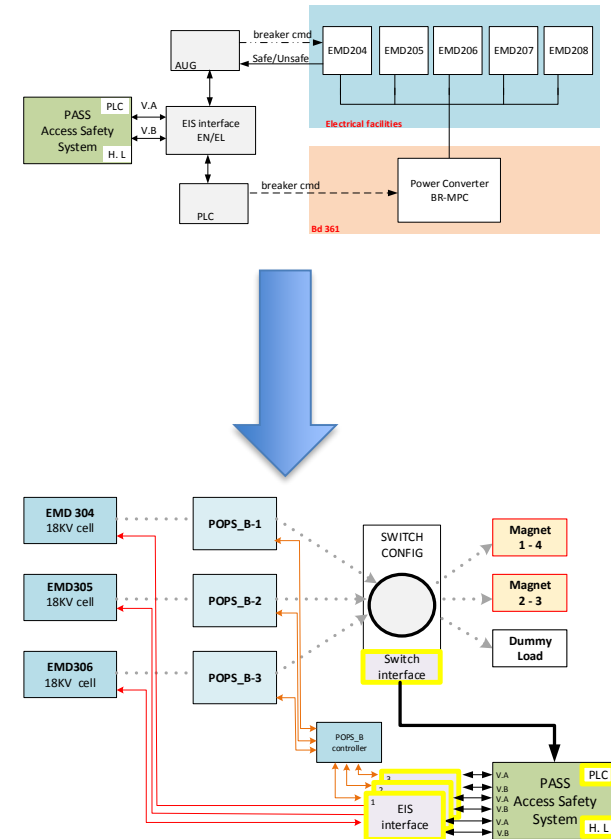 breaker cmd
EMD204
EMD205
EMD206
EMD207
EMD208
AUG
Safe/Unsafe
PLC
V.A
PASS
Access Safety
System
V.B
H. L
EIS interface
EN/EL
Electrical facilities
breaker cmd
PLC
Power Converter
BR-MPC
Bd 361
EMD 304
18KV cell
POPS_B-1
SWITCH
CONFIG
Magnet
1 - 4
EMD305
18KV cell
POPS_B-2
Magnet
2 - 3
EMD306
18KV cell
POPS_B-3
Dummy
Load
Switch
interface
POPS_B
controller
3
2
1
EIS
interface
V.A
V.B
V.A
V.B
V.A
V.B
PLC
PASS
Access Safety
System
H. L